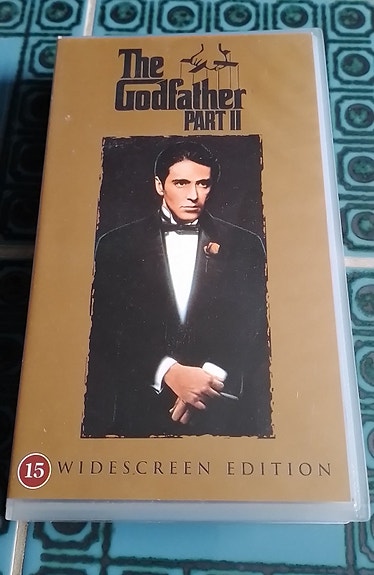 The
Godfather
PART II
15 WIDESCREEN EDITION